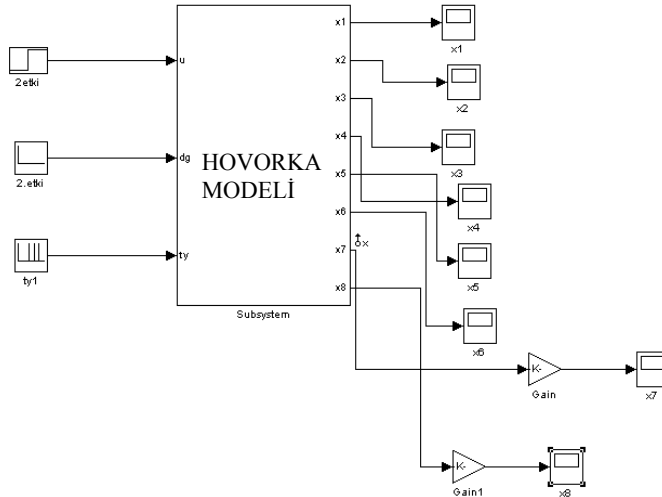 2etki
2.etki
ty1
u
dg
ty
HOVORKA
MODELİ
Subsystem
x1
x2
x3
x4
x5
x6
x7
x8
x
x1
x2
x3
x4
x5
x6
K-
Gain
x7
K-
Gain1
x8